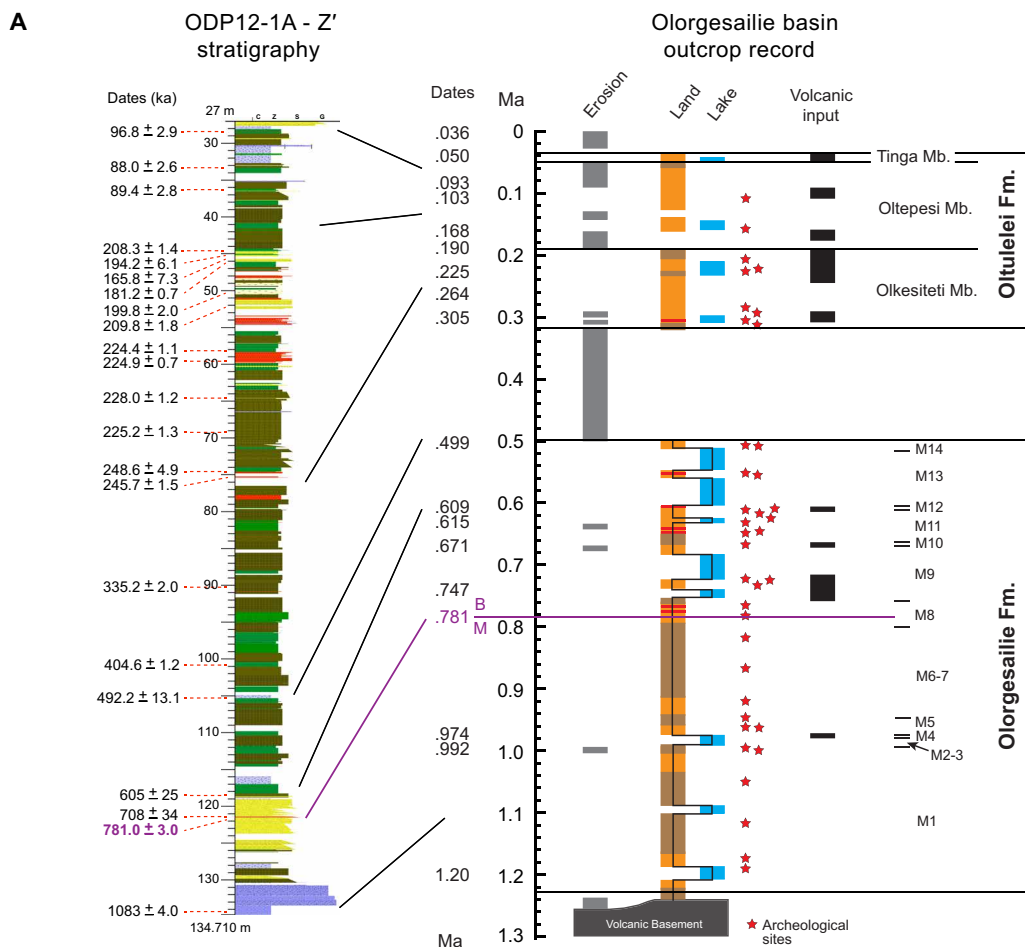 A
ODP12-1A - Z′
stratigraphy
Olorgesailie basin
outcrop record
Dates (ka)
27 m
C Z S G
96.8 ± 2.9
88.0 ± 2.6
89.4 ± 2.8
208.3 ± 1.4
194.2 ± 6.1
165.8 ± 7.3
181.2 ± 0.7
199.8 ± 2.0
209.8 ± 1.8
224.4 ± 1.1
224.9 ± 0.7
228.0 ± 1.2
225.2 ± 1.3
248.6 ± 4.9
245.7 ± 1.5
335.2 ± 2.0
404.6 ± 1.2
492.2 ± 13.1
605 ± 25
708 ± 34
781.0 ± 3.0
1083 ± 4.0
30
40
50
60
70
80
90
100
110
120
130
134.710 m
Dates
.036
.050
.093
.103
.168
.190
.225
.264
.305
.499
.609
.615
.671
.747
.781
.974
.992
1.20
Ma
B
M
Ma
0
0.1
0.2
0.3
0.4
0.5
0.6
0.7
0.8
0.9
1.0
1.1
1.2
1.3
Erosion
Land
Lake
Volcanic
input
Tinga Mb.
Oltepesi Mb.
Olkesiteti Mb.
Oltulelei Fm.
M14
M13
M12
M11
M10
M9
M8
M6-7
M5
M4
M2-3
M1
Olorgesailie Fm.
Volcanic Basement
Archeological
sites